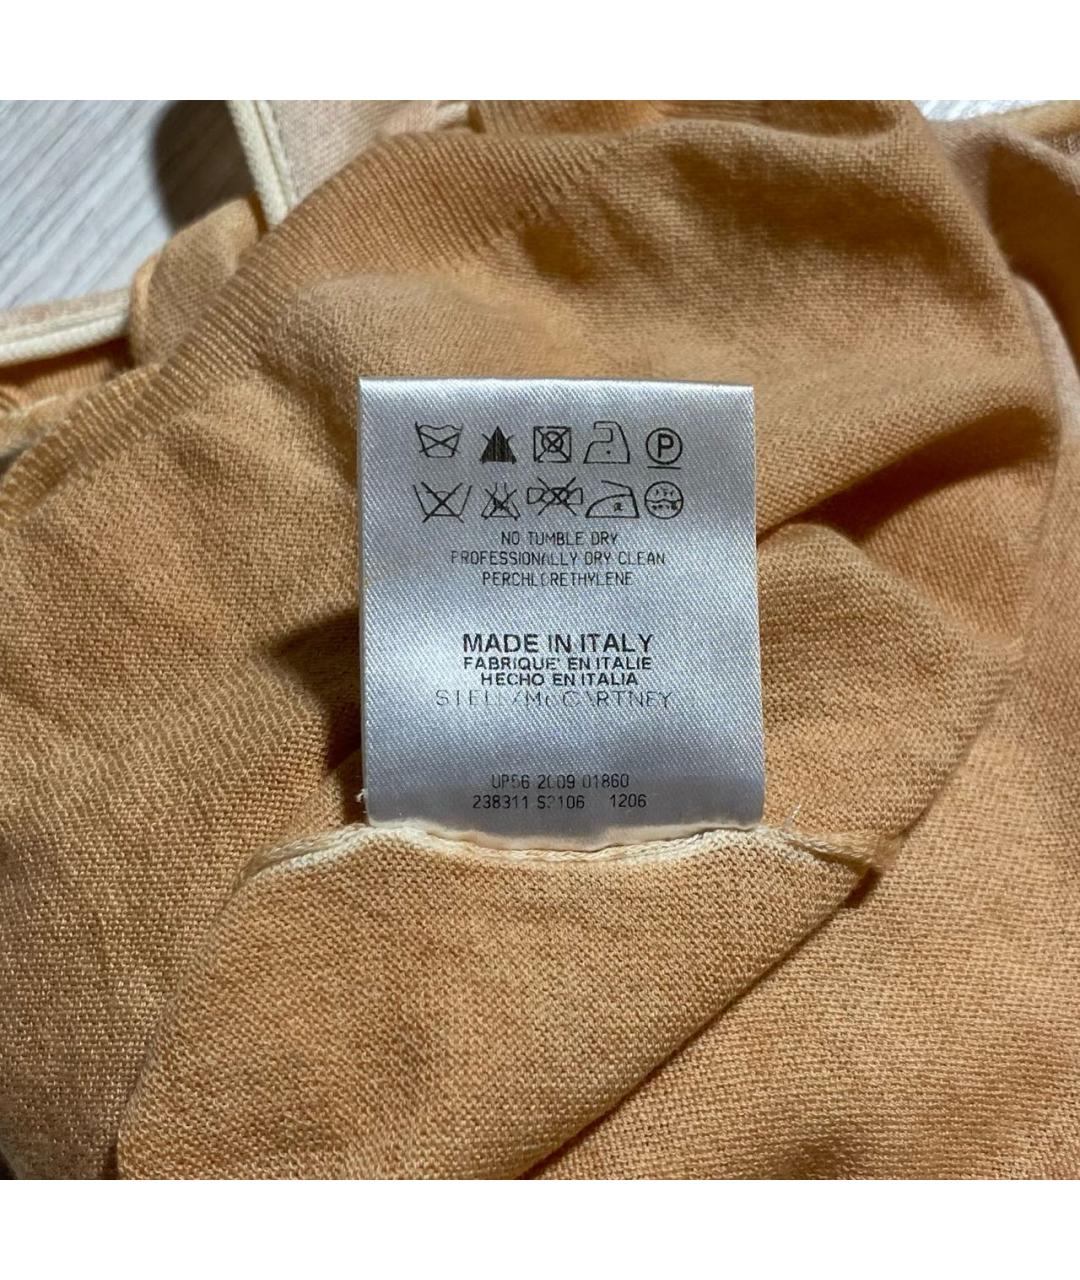 P
NO TUMBLE DRY
PROFESSIONALLY DRY CLEAN
PERCHLORETHYLENE
MADE IN ITALY
FABRIQUE' EN ITALIE
HECHO EN ITALIA
STELLA McCARTNEY
UP56 2009 01860
238311 S2106 1206